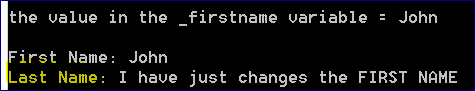 the value in the _firstname variable = John
First Name: John
Last Name: I have just changes the FIRST NAME